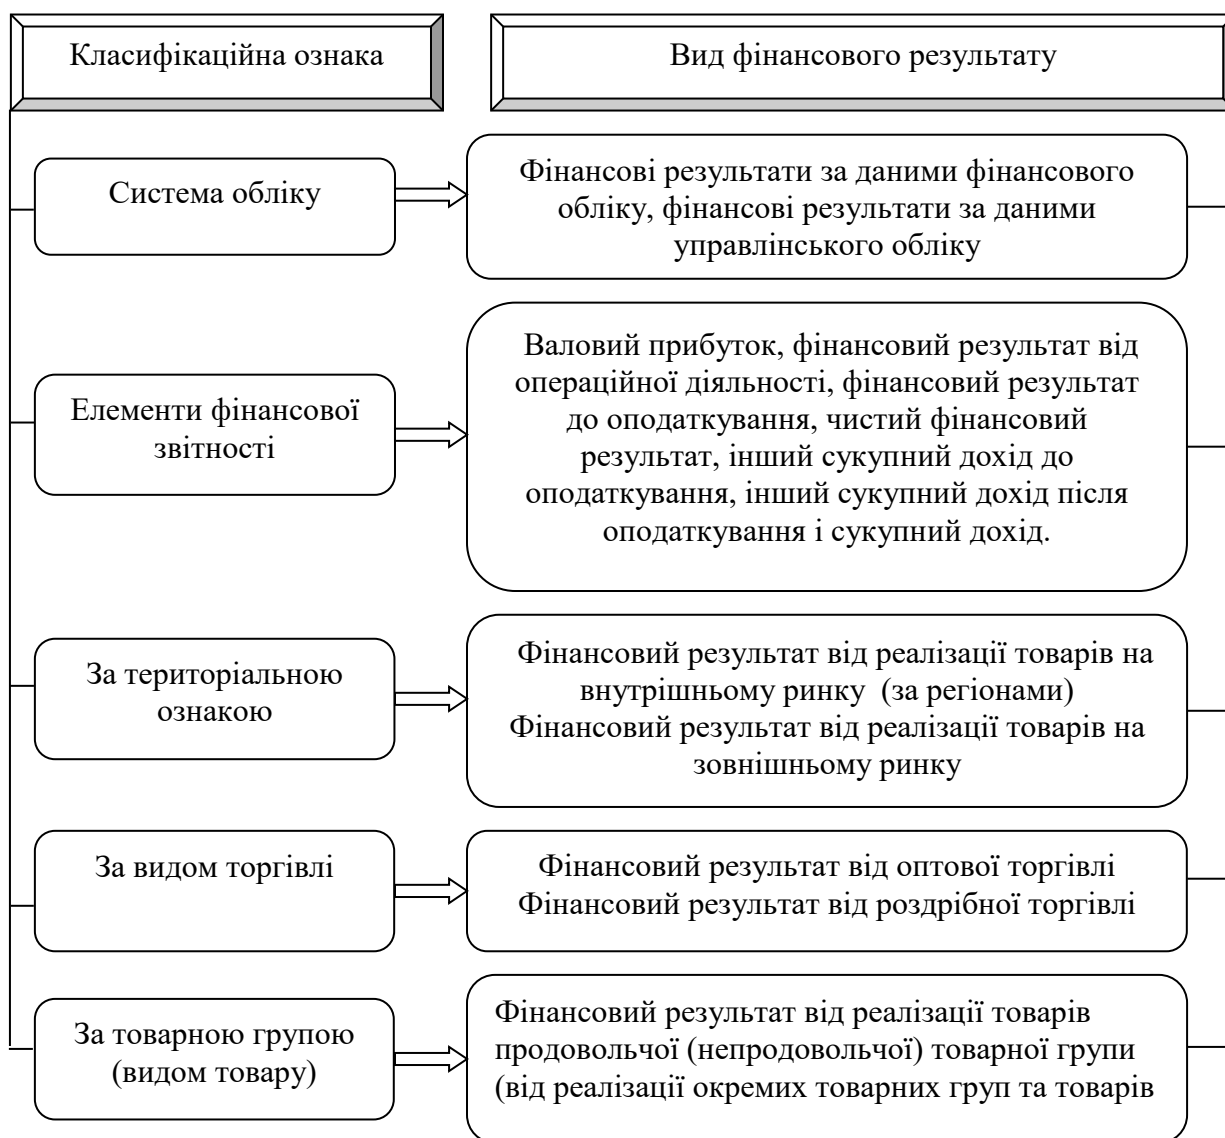 Класифікаційна ознака
Вид фінансового результату
Система обліку
Фінансові результати за даними фінансового
обліку, фінансові результати за даними
управлінського обліку
Елементи фінансової
звітності
Валовий прибуток, фінансовий результат від
операційної діяльності, фінансовий результат
до оподаткування, чистий фінансовий
результат, інший сукупний дохід до
оподаткування, інший сукупний дохід після
оподаткування і сукупний дохід.
За територіальною
ознакою
Фінансовий результат від реалізації товарів на
внутрішньому ринку (за регіонами)
Фінансовий результат від реалізації товарів на
зовнішньому ринку
За видом торгівлі
Фінансовий результат від оптової торгівлі
Фінансовий результат від роздрібної торгівлі
За товарною групою
(видом товару)
Фінансовий результат від реалізації товарів
продовольчої (непродовольчої) товарної групи
(від реалізації окремих товарних груп та товарів